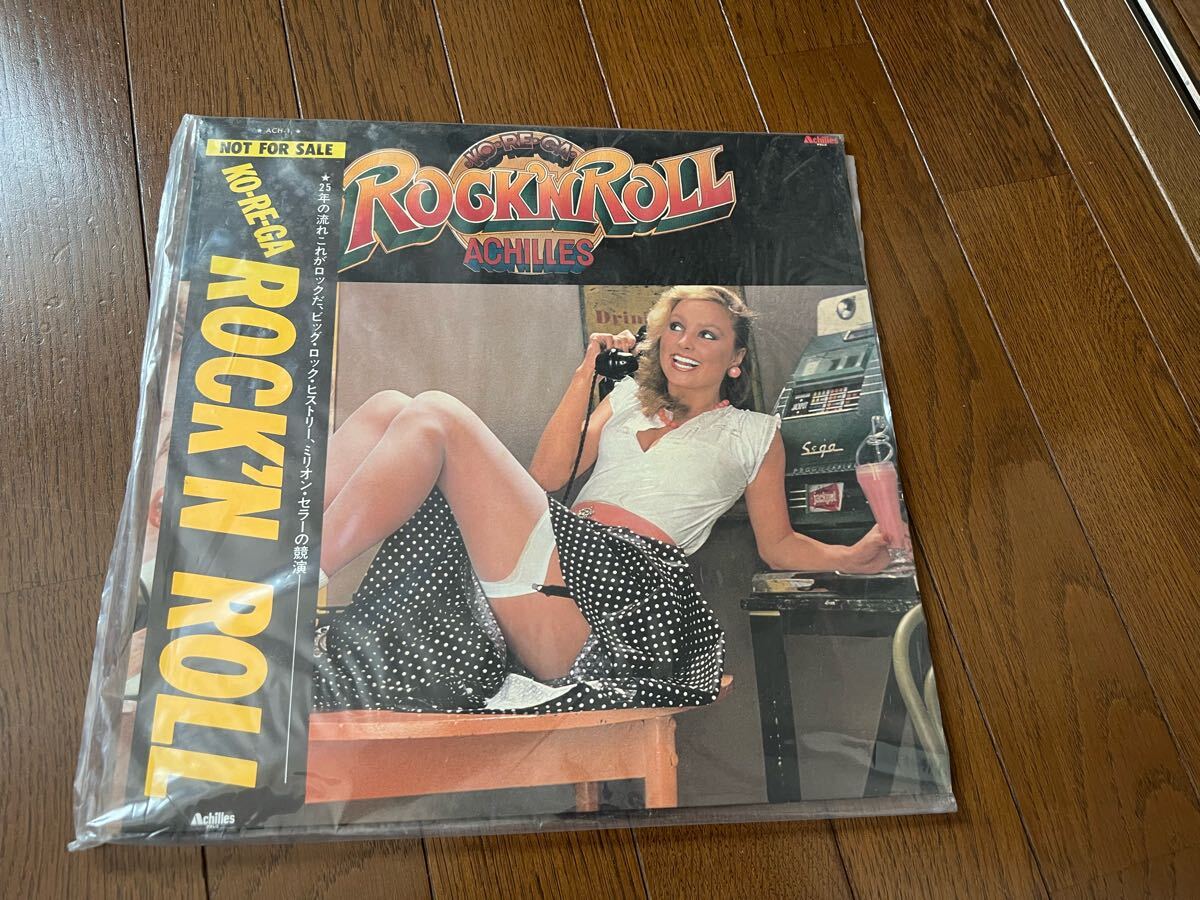 ★ ACH-1 ★
NOT FOR SALE
KO-RE-GA
ROCK'N ROLL
★25年の流れこれがロックだ、ビッグ・ロック・ヒストリー、ミリオン・セラーの競演
Achilles
KO-RE-GA
ROCK'N ROLL
ACHILLES
Achilles
Drin
Sega
jackpot